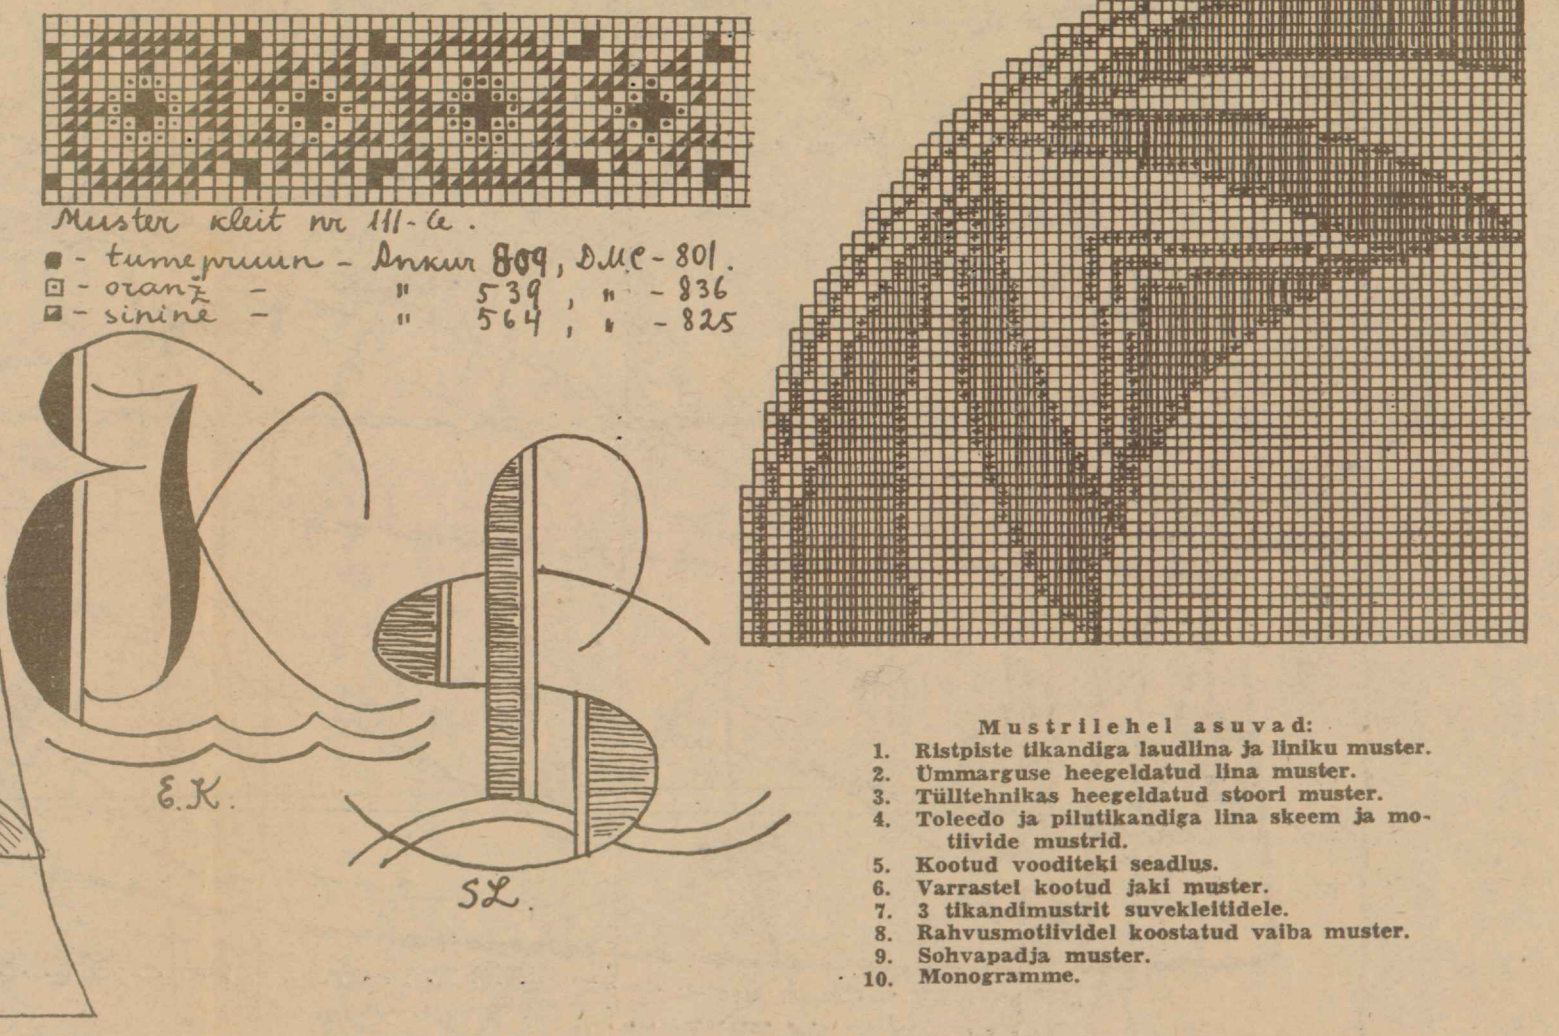 Muster kleit nr III-le.
- tumepruun - Ankur 809, DMC - 801.
- oranž - " 539, " - 836
- sinine - " 564, " - 825
E.K.
SL.
Mustrilehel asuvad:
1. Ristpiste tikandiga laudlina ja liniku muster.
2. Ümmarguse heegeldatud lina muster.
3. Tülltehnikas heegeldatud stoori muster.
4. Toleedo ja pilutikandiga lina skeem ja mo-
tiivide mustrid.
5. Kootud vooditeki seadlus.
6. Varrastel kootud jaki muster.
7. 3 tikandimustrit suvekleitidele.
8. Rahvusmotiividel koostatud vaiba muster.
9. Sohvapadja muster.
10. Monogramme.